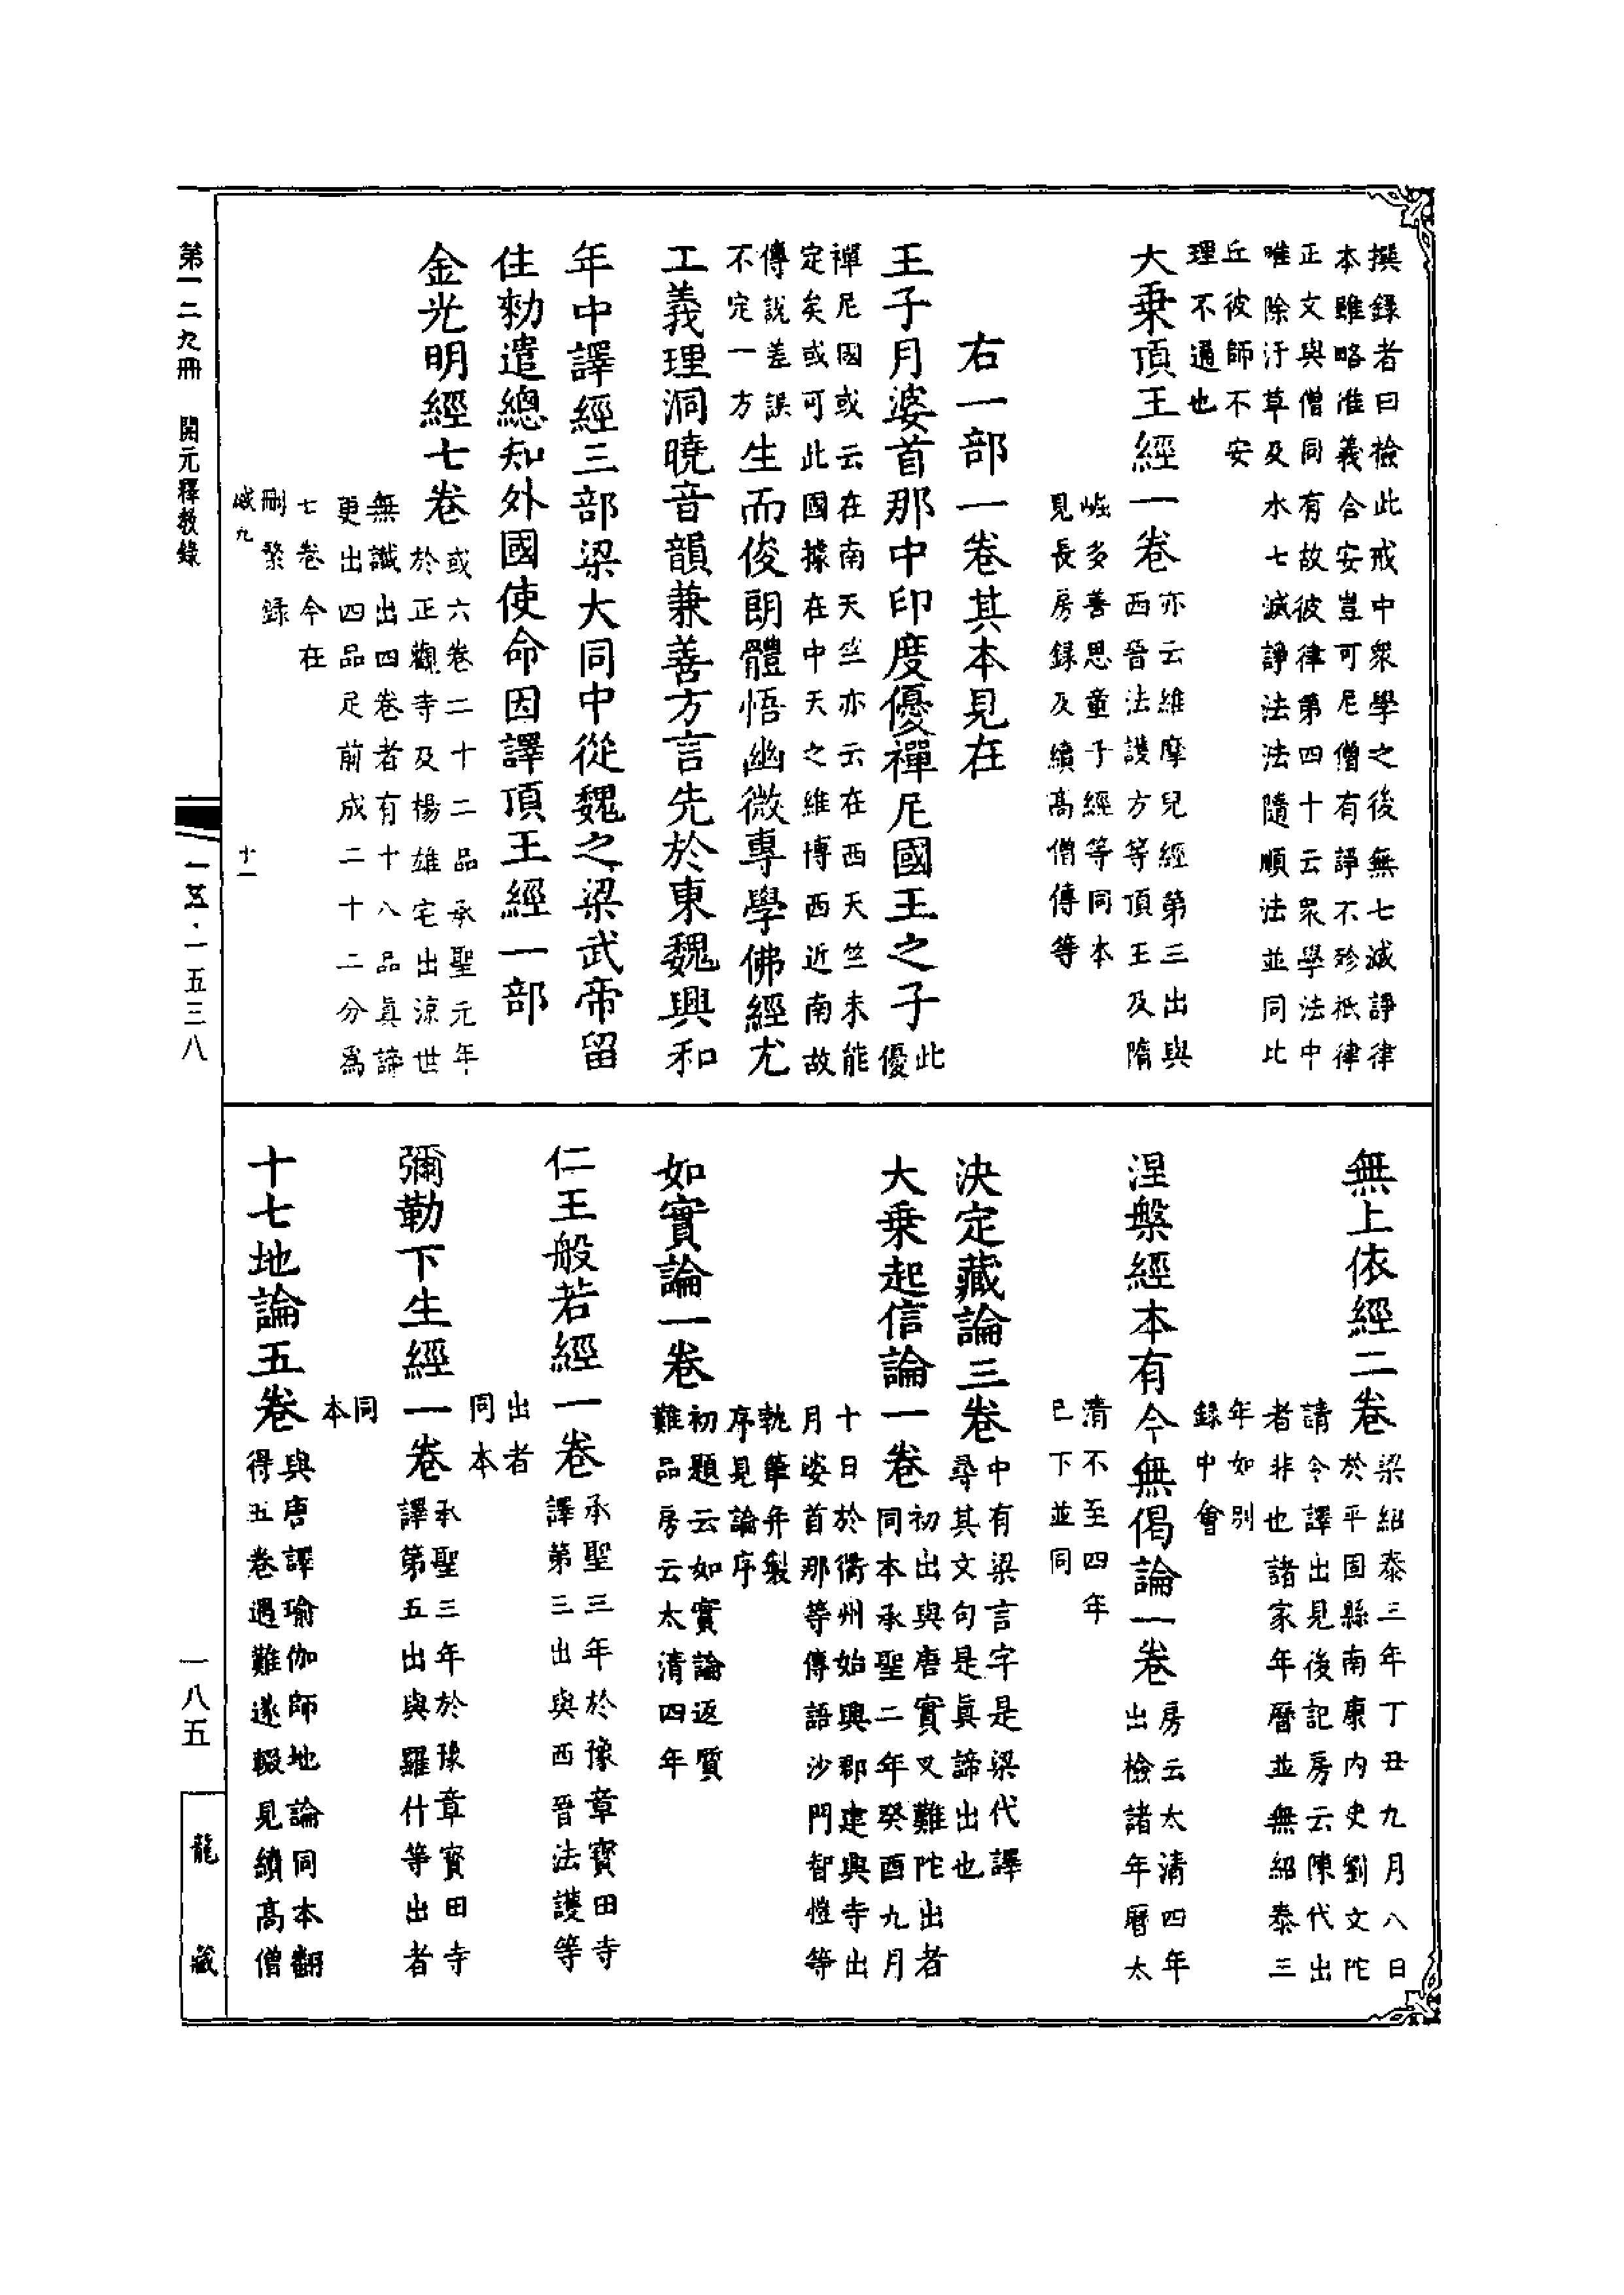 撰録者曰檢此戒中衆學之後無七滅諍律
本雖略准義合安豈可尼僧有諍不殄祇律
正文與僧同有故彼律第四十云衆學法中
唯除汙草及水七滅諍法法隨順法並同比
丘彼師不安
理不通也
大乘頂王經一卷
亦云維摩兒經第三出與
西晉法護方等頂王及隋
崛多善思童子經等同本
見長房録及續高僧傳等
右一部一卷其本見在
王子月婆首那中印度優禪尼國王之子
此
優
禪尼國或云在南天竺亦云在西天竺未能
定矣或可此國據在中天之維博西近南故
傳說差誤
不定一方
生而俊朗體悟幽微專學佛經尤
工義理洞曉音韻兼善方言先於東魏興和
年中譯經三部梁大同中從魏之梁武帝留
住勑遣總知外國使命因譯頂王經一部
金光明經七卷
或六卷二十二品承聖元年
於正觀寺及楊雄宅出涼世
無讖出四卷者有十八品真諦
更出四品足前成二十二分爲
七卷今在
刪繁録
城九
十一
無上依經二卷
梁紹泰三年丁丑九月八日
於平固縣南康內史劉文陀
請令譯出見後記房云陳代出
者非也諸家年曆並無紹泰三
年如別
錄中會
涅槃經本有今無偈論一卷
房云太清四年
出檢諸年曆太
清不至四年
已下並同
決定藏論三卷
中有梁言字是梁代譯
尋其文句是真諦出也
大乘起信論一卷
初出與唐實叉難陀出者
同本承聖二年癸酉九月
十日於衡州始興郡建興寺出
月婆首那等傳語沙門智愷等
執筆并製
序見論序
如實論一卷
初題云如實論返質
難品房云太清四年
仁王般若經一卷
承聖三年於豫章寶田寺
譯第三出與西晉法護等
出者
同本
彌勒下生經一卷
承聖三年於豫章寶田寺
譯第五出與羅什等出者
同
本
十七地論五卷
與唐譯瑜伽師地論同本翻
得五卷遇難遂輟見續高僧
第一二九冊 開元釋教錄
一五·一五三八
一八五
龍藏